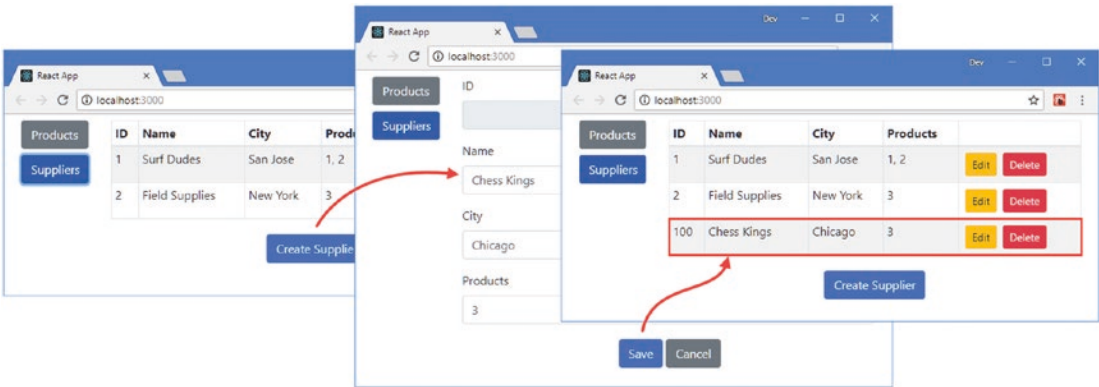 React App
localhost:3000
Products
Suppliers
ID Name City Prod
1 Surf Dudes San Jose 1, 2
2 Field Supplies New York 3
Create Supplie
Dev
React App
localhost:3000
Products
Suppliers
ID
Name
Chess Kings
City
Chicago
Products
3
Save Cancel
Dev
React App
localhost:3000
Products
Suppliers
ID Name City Products
1 Surf Dudes San Jose 1, 2 Edit Delete
2 Field Supplies New York 3 Edit Delete
100 Chess Kings Chicago 3 Edit Delete
Create Supplier